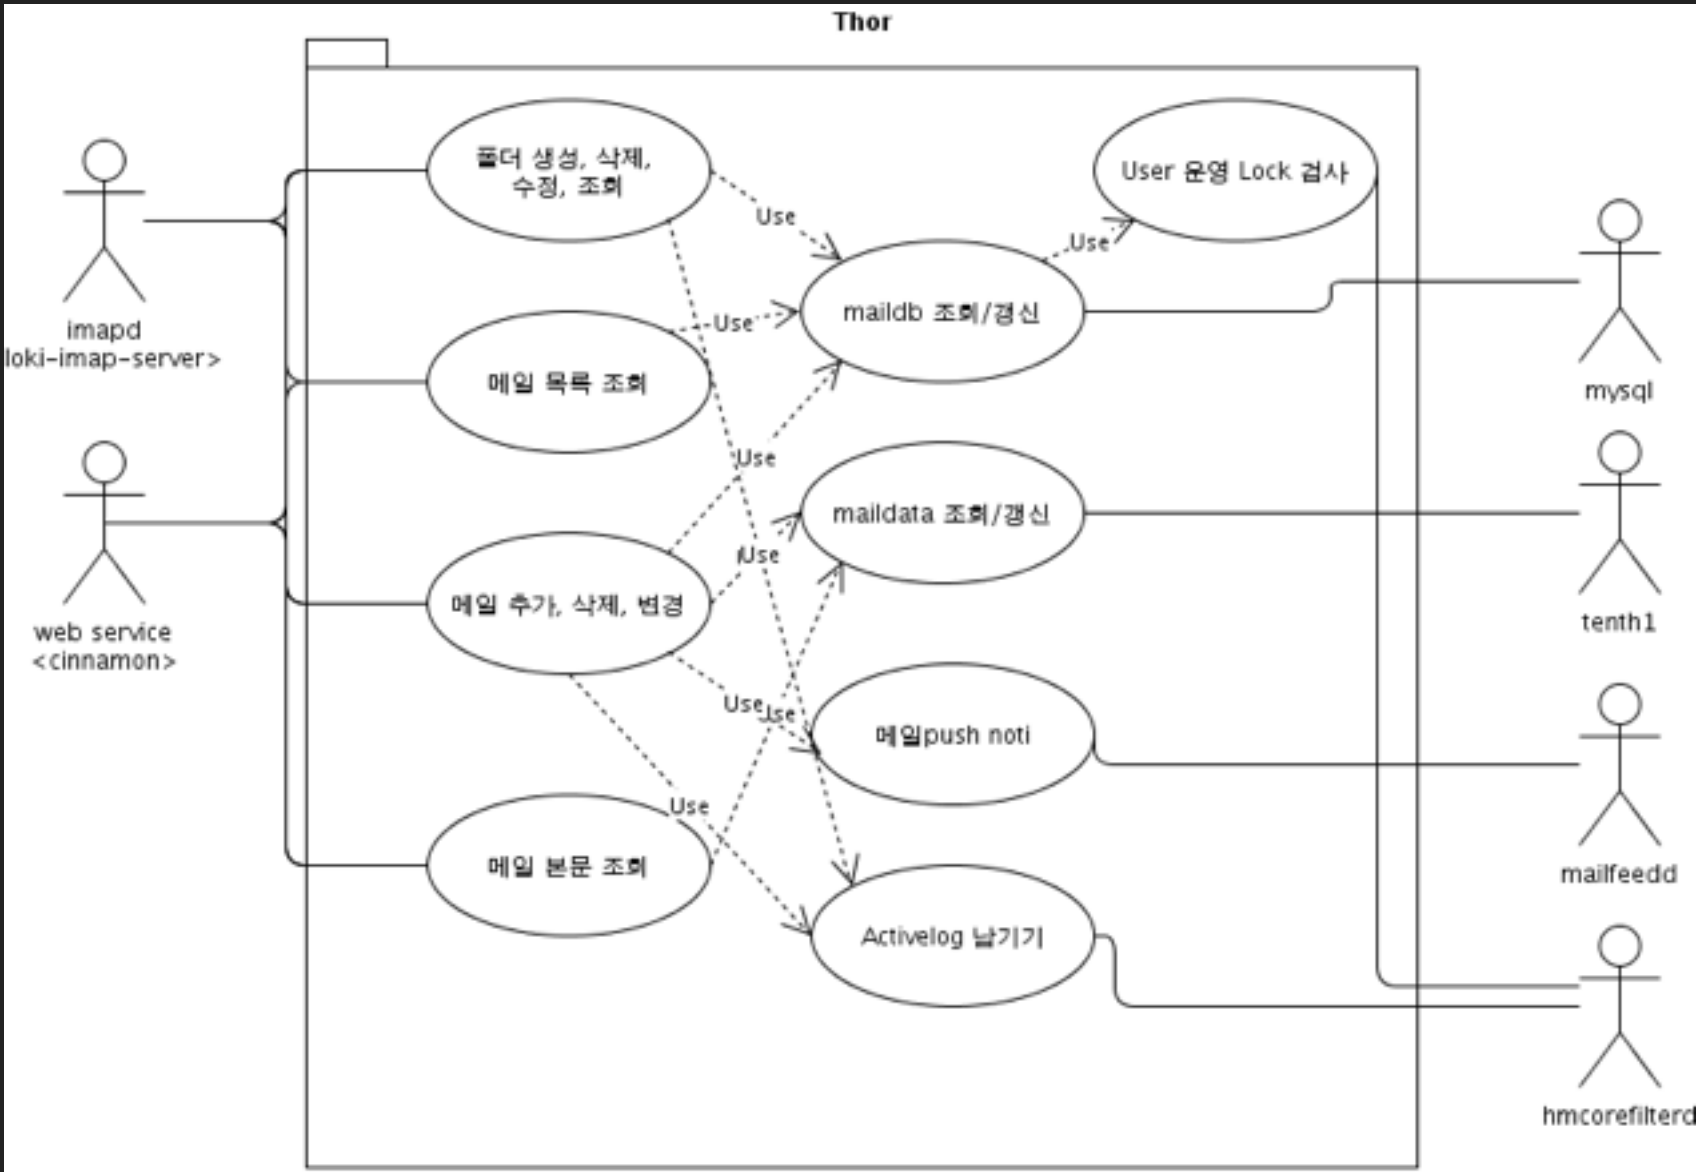 Thor
폴더 생성, 삭제,
수정, 조회
User 운영 Lock 검사
Use
Use
imapd
loki-imap-server>
maildb 조회/갱신
Use
메일 목록 조회
mysql
Use
maildata 조회/갱신
Use
메일 추가, 삭제, 변경
web service
<cinnamon>
tenth1
Use
Use
메일push noti
Use
메일 본문 조회
mailfeedd
Activelog 남기기
hmcorefilterd